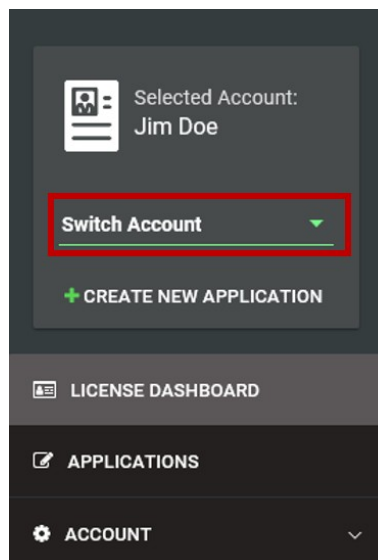 Selected Account:
Jim Doe
Switch Account
CREATE NEW APPLICATION
LICENSE DASHBOARD
APPLICATIONS
ACCOUNT